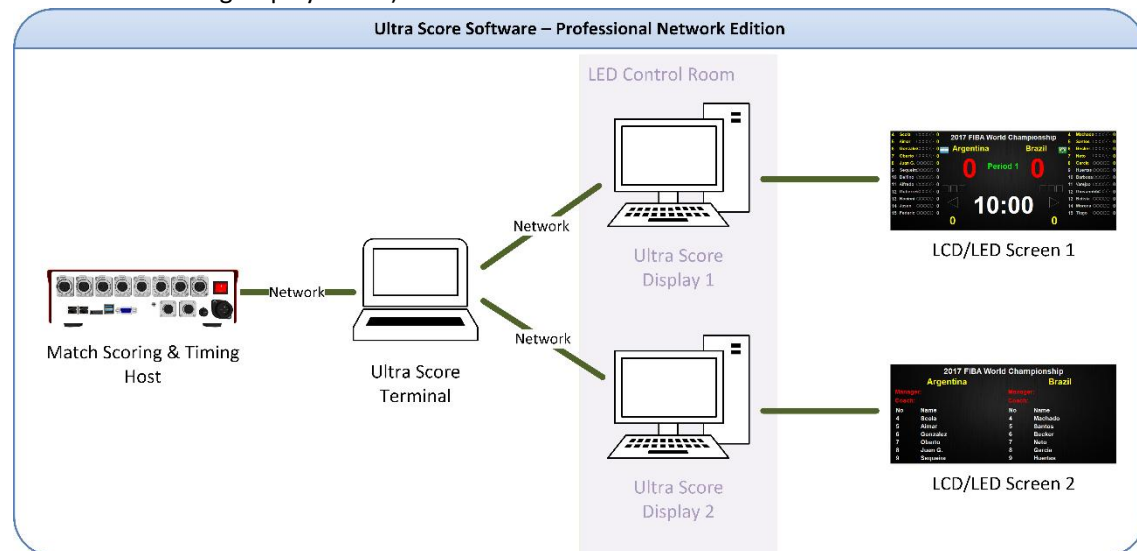 Ultra Score Software – Professional Network Edition
LED Control Room
Network
Match Scoring & Timing
Host
Ultra Score
Terminal
Network
Network
Ultra Score
Display 1
Ultra Score
Display 2
2017 FIBA World Championship
Argentina Brazil
0 Period 1 0
10:00
0 0
LCD/LED Screen 1
2017 FIBA World Championship
Argentina Brazil
Manager: Manager:
Coach: Coach:
No Name No Name
4 Scola 4 Machado
5 Aimar 5 Santos
6 Gonzalez 6 Becker
7 Oberto 7 Neto
8 Juan G. 8 Garcia
9 Sequeira 9 Huertas
LCD/LED Screen 2